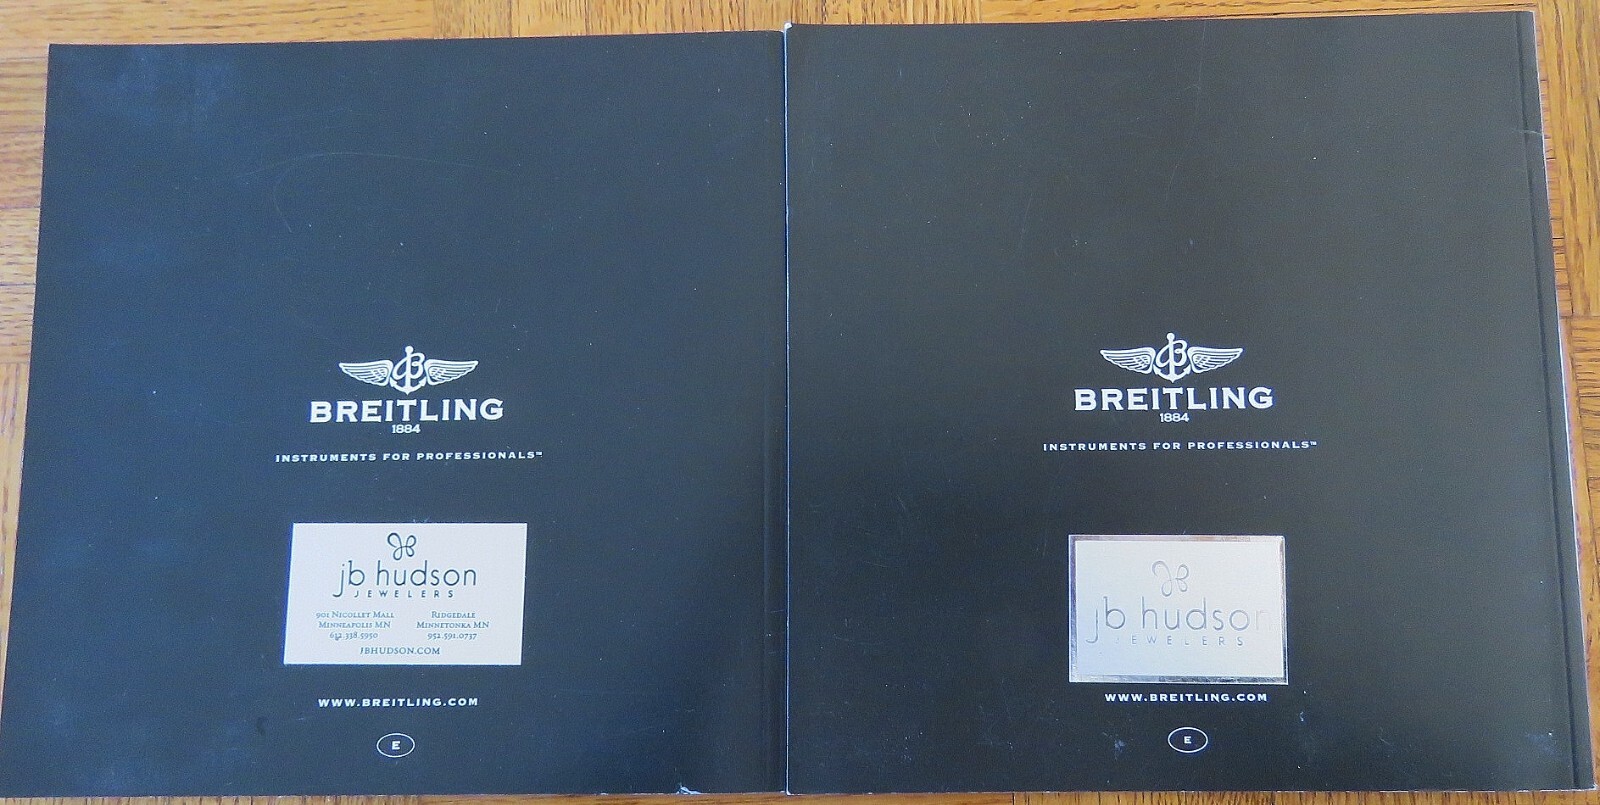 BREITLING
1884
INSTRUMENTS FOR PROFESSIONALS™
jb hudson
JEWELERS
901 NICOLLET MALL
MINNEAPOLIS MN
612.338.5950
RIDGEDALE
MINNETONKA MN
952.591.0737
JBHUDSON.COM
WWW.BREITLING.COM
E
BREITLING
1884
INSTRUMENTS FOR PROFESSIONALS™
jb hudson
JEWELERS
WWW.BREITLING.COM
E